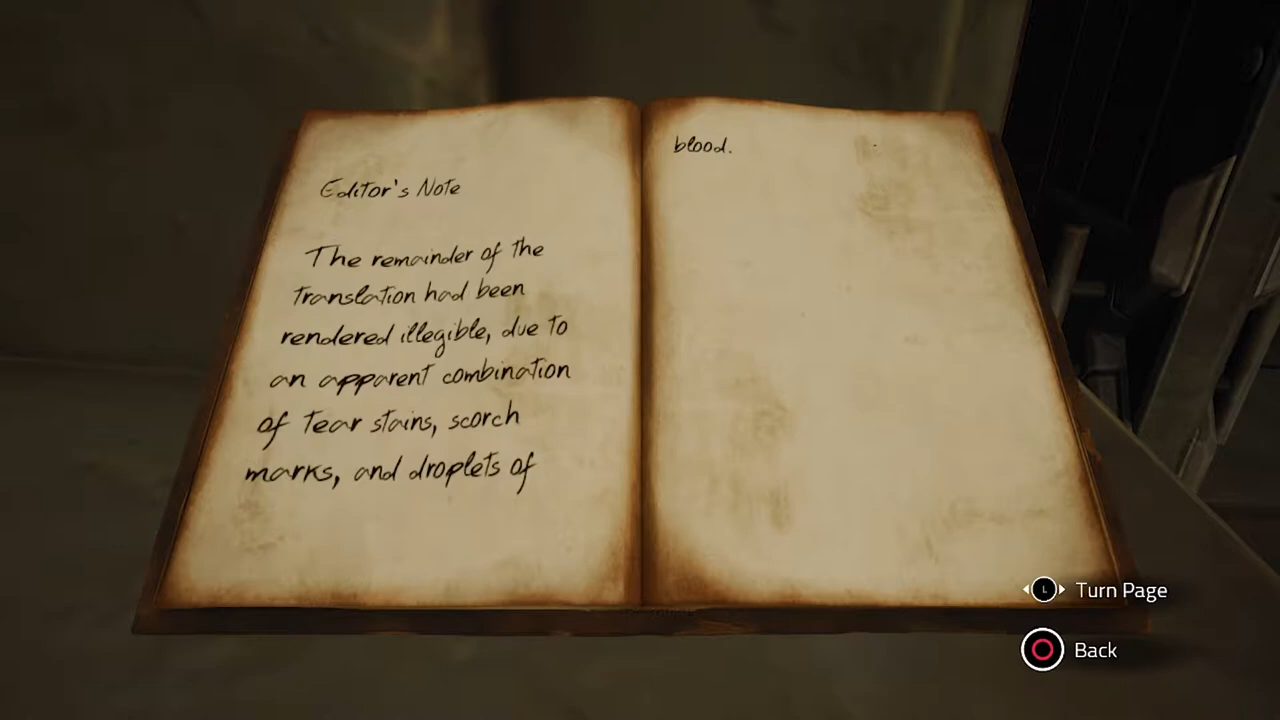 Editor's Note
The remainder of the
translation had been
rendered illegible, due to
an apparent combination
of tear stains, scorch
marks, and droplets of
blood.
L
Turn Page
Back